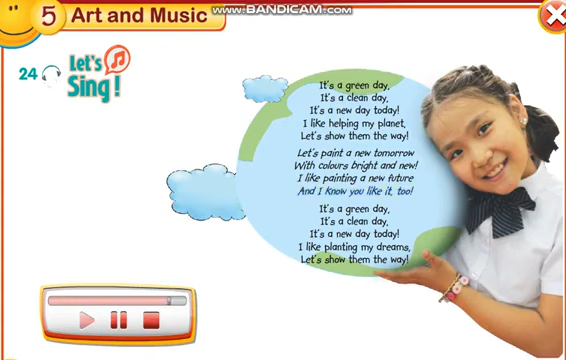 5 Art and Music
www.BANDICAM.com
24 Let's
Sing!
It's a green day,
It's a clean day,
It's a new day today!
I like helping my planet,
Let's show them the way!
Let's paint a new tomorrow
With colours bright and new!
I like painting a new future
And I know you like it, too!
It's a green day,
It's a clean day,
It's a new day today!
I like planting my dreams,
Let's show them the way!